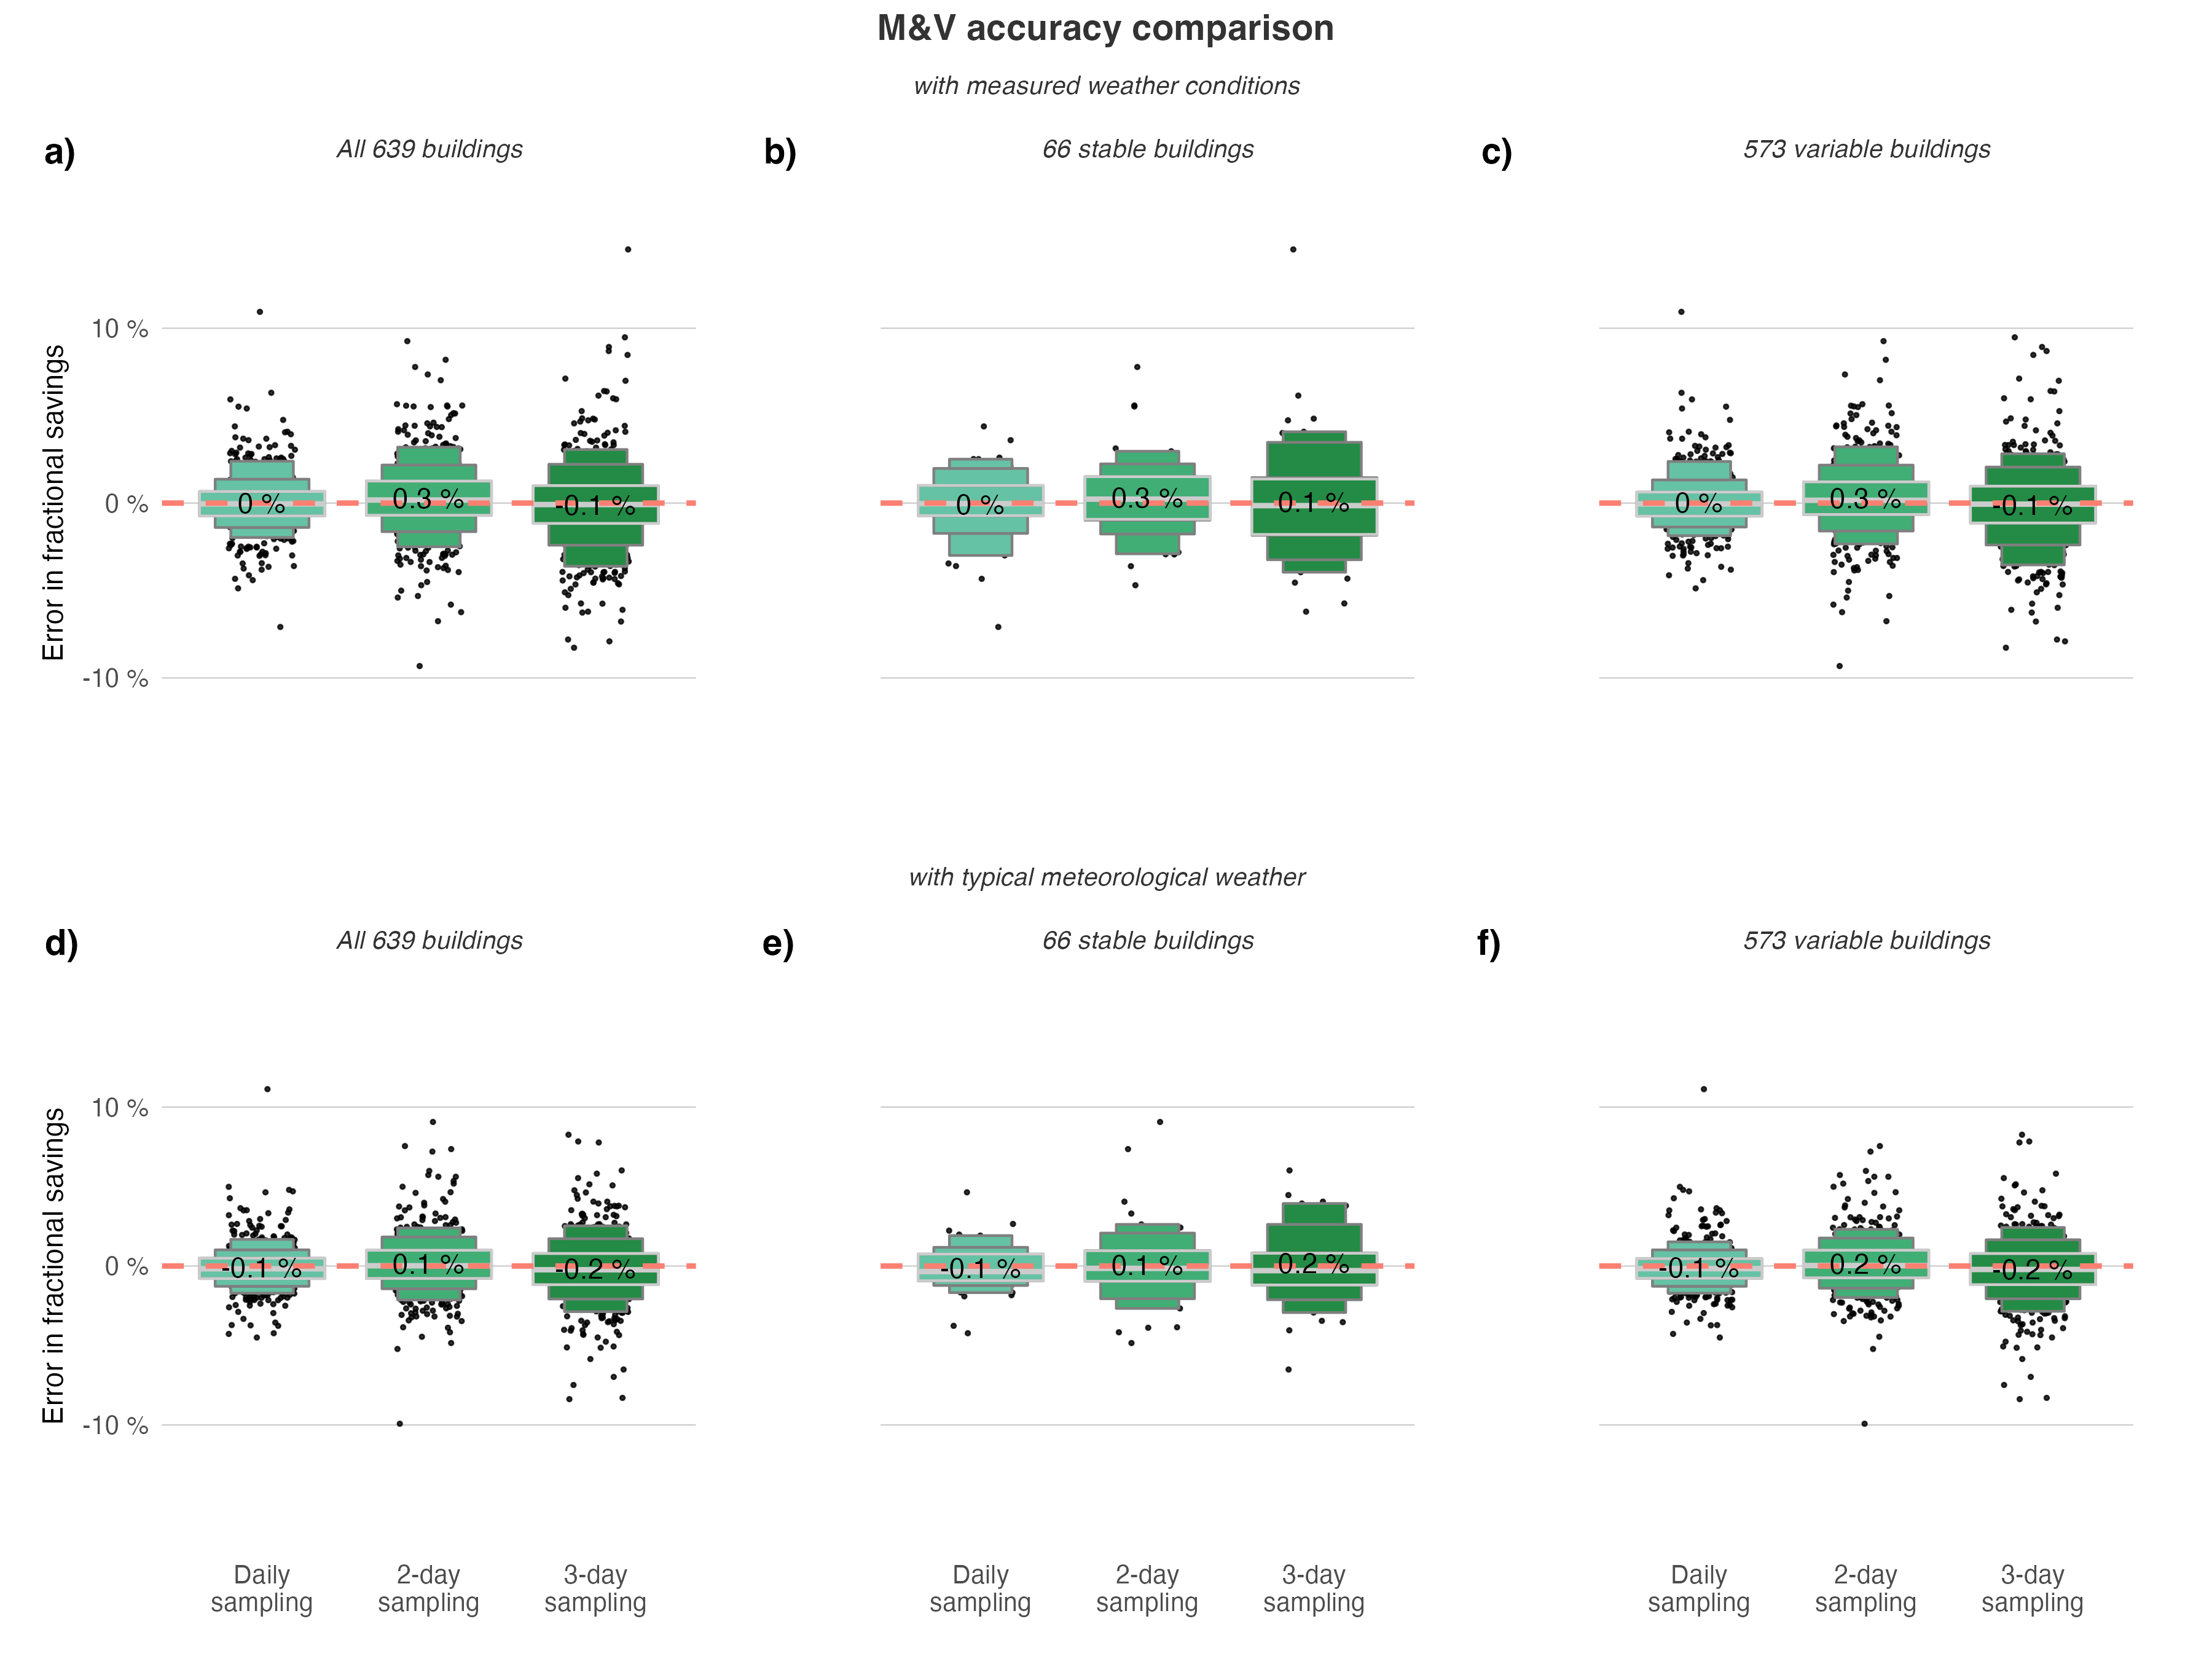 M&V accuracy comparison
with measured weather conditions
a)
All 639 buildings
b)
66 stable buildings
c)
573 variable buildings
Error in fractional savings
10 %
0 %
-10 %
0 %
0.3 %
-0.1 %
0 %
0.3 %
0.1 %
0 %
0.3 %
-0.1 %
with typical meteorological weather
d)
All 639 buildings
e)
66 stable buildings
f)
573 variable buildings
Error in fractional savings
10 %
0 %
-10 %
-0.1 %
0.1 %
-0.2 %
-0.1 %
0.1 %
0.2 %
-0.1 %
0.2 %
-0.2 %
Daily
sampling
2-day
sampling
3-day
sampling
Daily
sampling
2-day
sampling
3-day
sampling
Daily
sampling
2-day
sampling
3-day
sampling